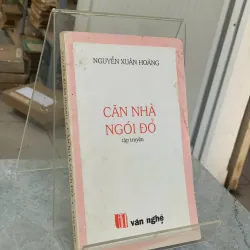 NGUYỄN XUÂN HOÀNG
CĂN NHÀ
NGÓI ĐỎ
tập truyện
văn nghệ